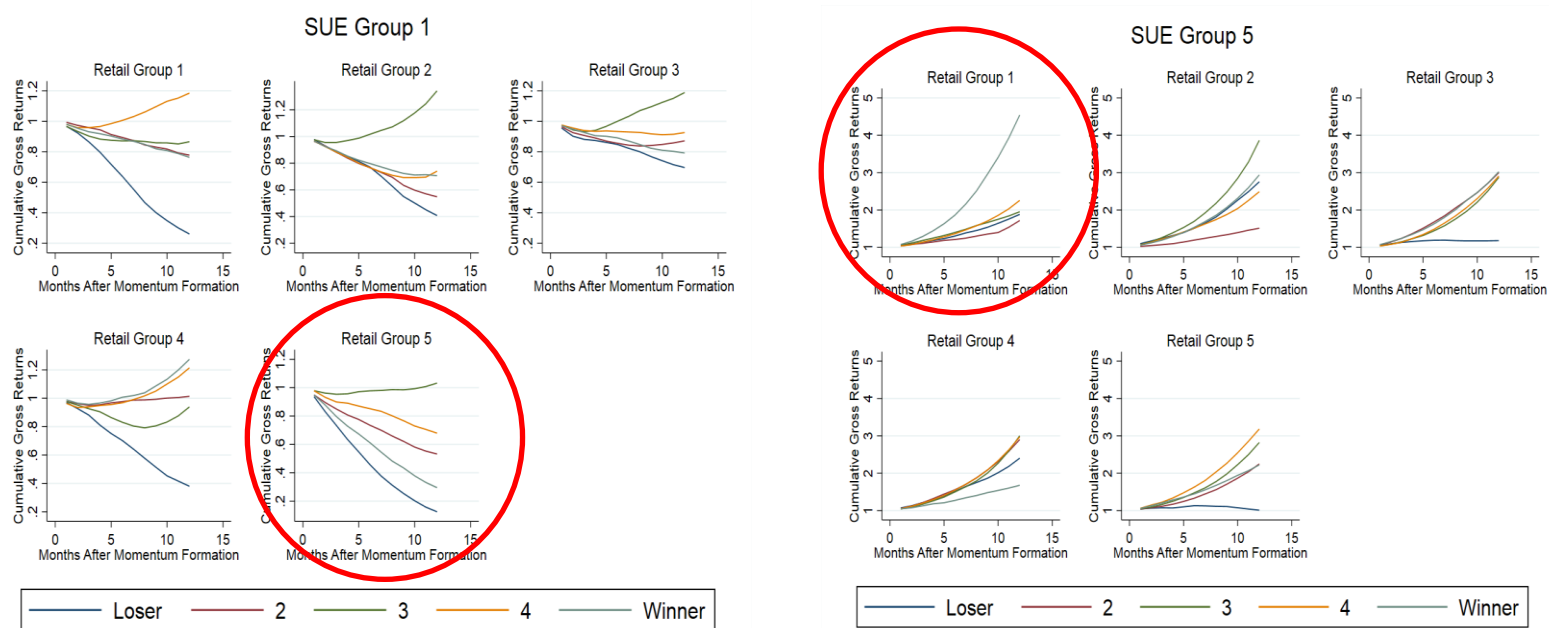 SUE Group 1
Retail Group 1
Cumulative Gross Returns
.2 .4 .6 .8 1 1.2
0 5 10 15
Months After Momentum Formation
Retail Group 2
Cumulative Gross Returns
.2 .4 .6 .8 1 1.2
0 5 10 15
Months After Momentum Formation
Retail Group 3
Cumulative Gross Returns
.2 .4 .6 .8 1 1.2
0 5 10 15
Months After Momentum Formation
Retail Group 4
Cumulative Gross Returns
.2 .4 .6 .8 1 1.2
0 5 10 15
Months After Momentum Formation
Retail Group 5
Cumulative Gross Returns
.2 .4 .6 .8 1 1.2
0 5 10 15
Months After Momentum Formation
Loser 2 3 4 Winner
SUE Group 5
Retail Group 1
Cumulative Gross Returns
1 2 3 4 5
0 5 10 15
Months After Momentum Formation
Retail Group 2
Cumulative Gross Returns
1 2 3 4 5
0 5 10 15
Months After Momentum Formation
Retail Group 3
Cumulative Gross Returns
1 2 3 4 5
0 5 10 15
Months After Momentum Formation
Retail Group 4
Cumulative Gross Returns
1 2 3 4 5
0 5 10 15
Months After Momentum Formation
Retail Group 5
Cumulative Gross Returns
1 2 3 4 5
0 5 10 15
Months After Momentum Formation
Loser 2 3 4 Winner